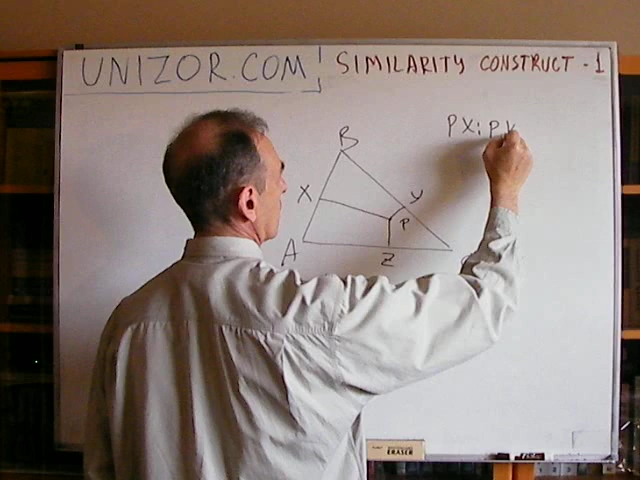 UNIZOR.COM
SIMILARITY CONSTRUCT - 1
PX: PY
B
X
Y
P
A
Z
ERASER